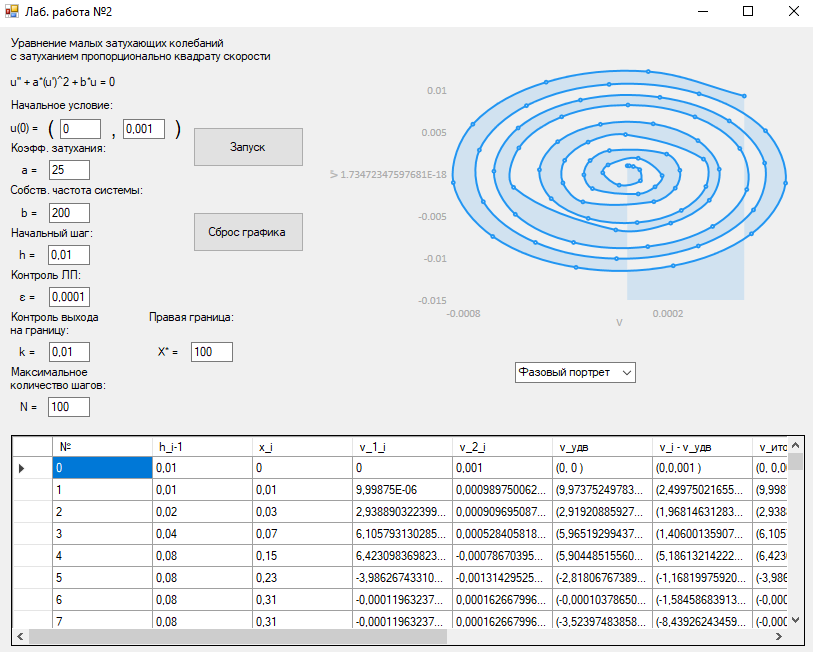 Лаб. работа №2
Уравнение малых затухающих колебаний
с затуханием пропорционально квадрату скорости
u'' + a*(u')^2 + b*u = 0
Начальное условие:
u(0) = ( 0 , 0,001 )
Коэфф. затухания:
a = 25
Собств. частота системы:
b = 200
Начальный шаг:
h = 0,01
Контроль ЛП:
ε = 0,0001
Контроль выхода
на границу:
k = 0,01
Правая граница:
X* = 100
Максимальное
количество шагов:
N = 100
Запуск
Сброс графика
0.01
0.005
1.73472347597681E-18
-0.005
-0.01
-0.015
-0.0008
0.0002
V
Фазовый портрет
№ h_i-1 x_i v_1_i v_2_i v_удв v_i - v_удв v_ито
0 0,01 0 0 0,001 (0, 0 ) (0,0,001 ) (0, 0,00
1 0,01 0,01 9,99875E-06 0,000989750062... (9,97375249783... (2,49975021655... (9,998
2 0,02 0,03 2,938890322399... 0,000909695087... (2,91920885927... (1,96814631283... (2,938
3 0,04 0,07 6,105793130285... 0,000528405818... (5,96519299437... (1,40600135907... (6,105
4 0,08 0,15 6,423098369823... -0,00078670395... (5,90448515560... (5,18613214222... (6,423
5 0,08 0,23 -3,98626743310... -0,00131429525... (-2,81806767389... (-1,16819975920... (-3,986
6 0,08 0,31 -0,00011963237... 0,000162667996... (-0,00010378650... (-1,58458683913... (-0,000
7 0,08 0,31 -0,00011963237... 0,000162667996... (-3,52397483858... (-8,43926243459... (-0,000